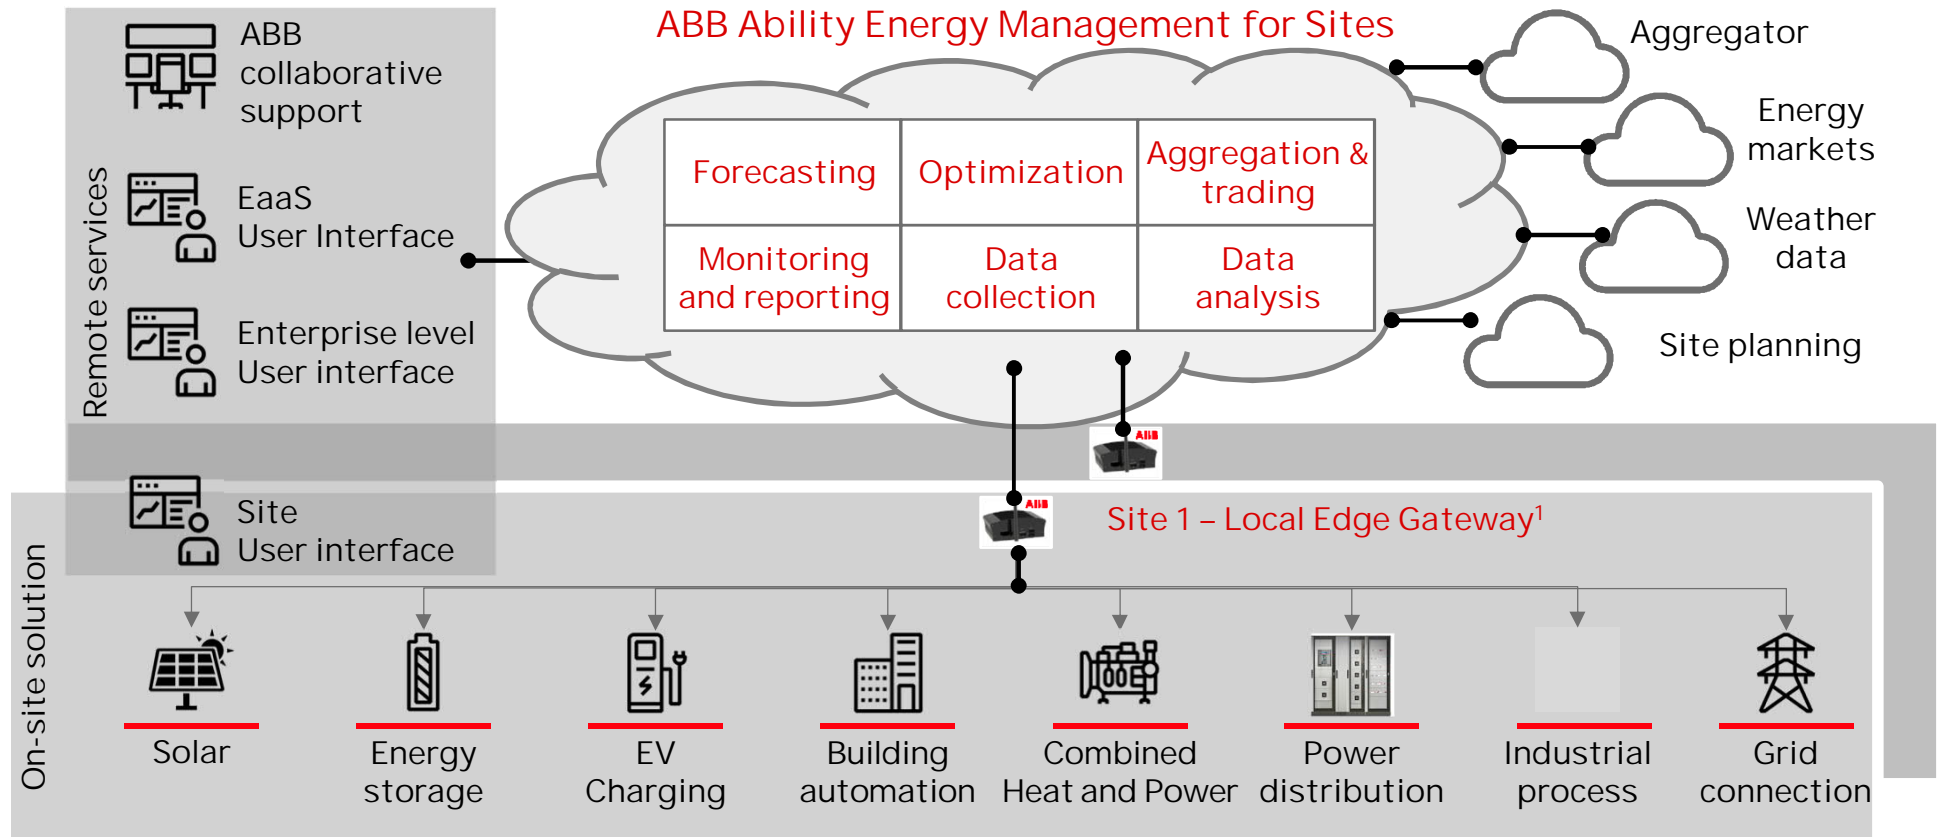 ABB Ability Energy Management for Sites
ABB
collaborative
support
EaaS
User Interface
Enterprise level
User interface
Site
User interface
Remote services
Forecasting
Optimization
Aggregation &
trading
Monitoring
and reporting
Data
collection
Data
analysis
Aggregator
Energy
markets
Weather
data
Site planning
ABB
ABB
Site 1 – Local Edge Gateway¹
On-site solution
Solar
Energy
storage
EV
Charging
Building
automation
Combined
Heat and Power
Power
distribution
Industrial
process
Grid
connection